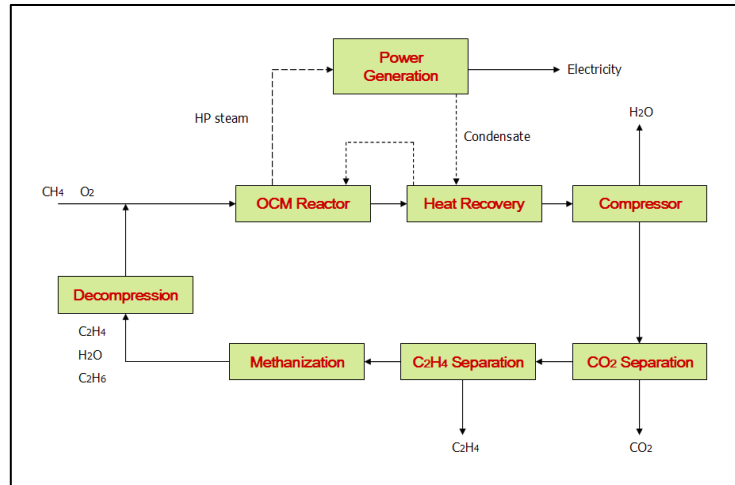 Power
Generation
Electricity
HP steam
Condensate
H₂O
CH4 O₂
OCM Reactor
Heat Recovery
Compressor
Decompression
C₂H₄
H₂O
C₂H₆
Methanization
C₂H₄ Separation
CO₂ Separation
C₂H₄
CO₂